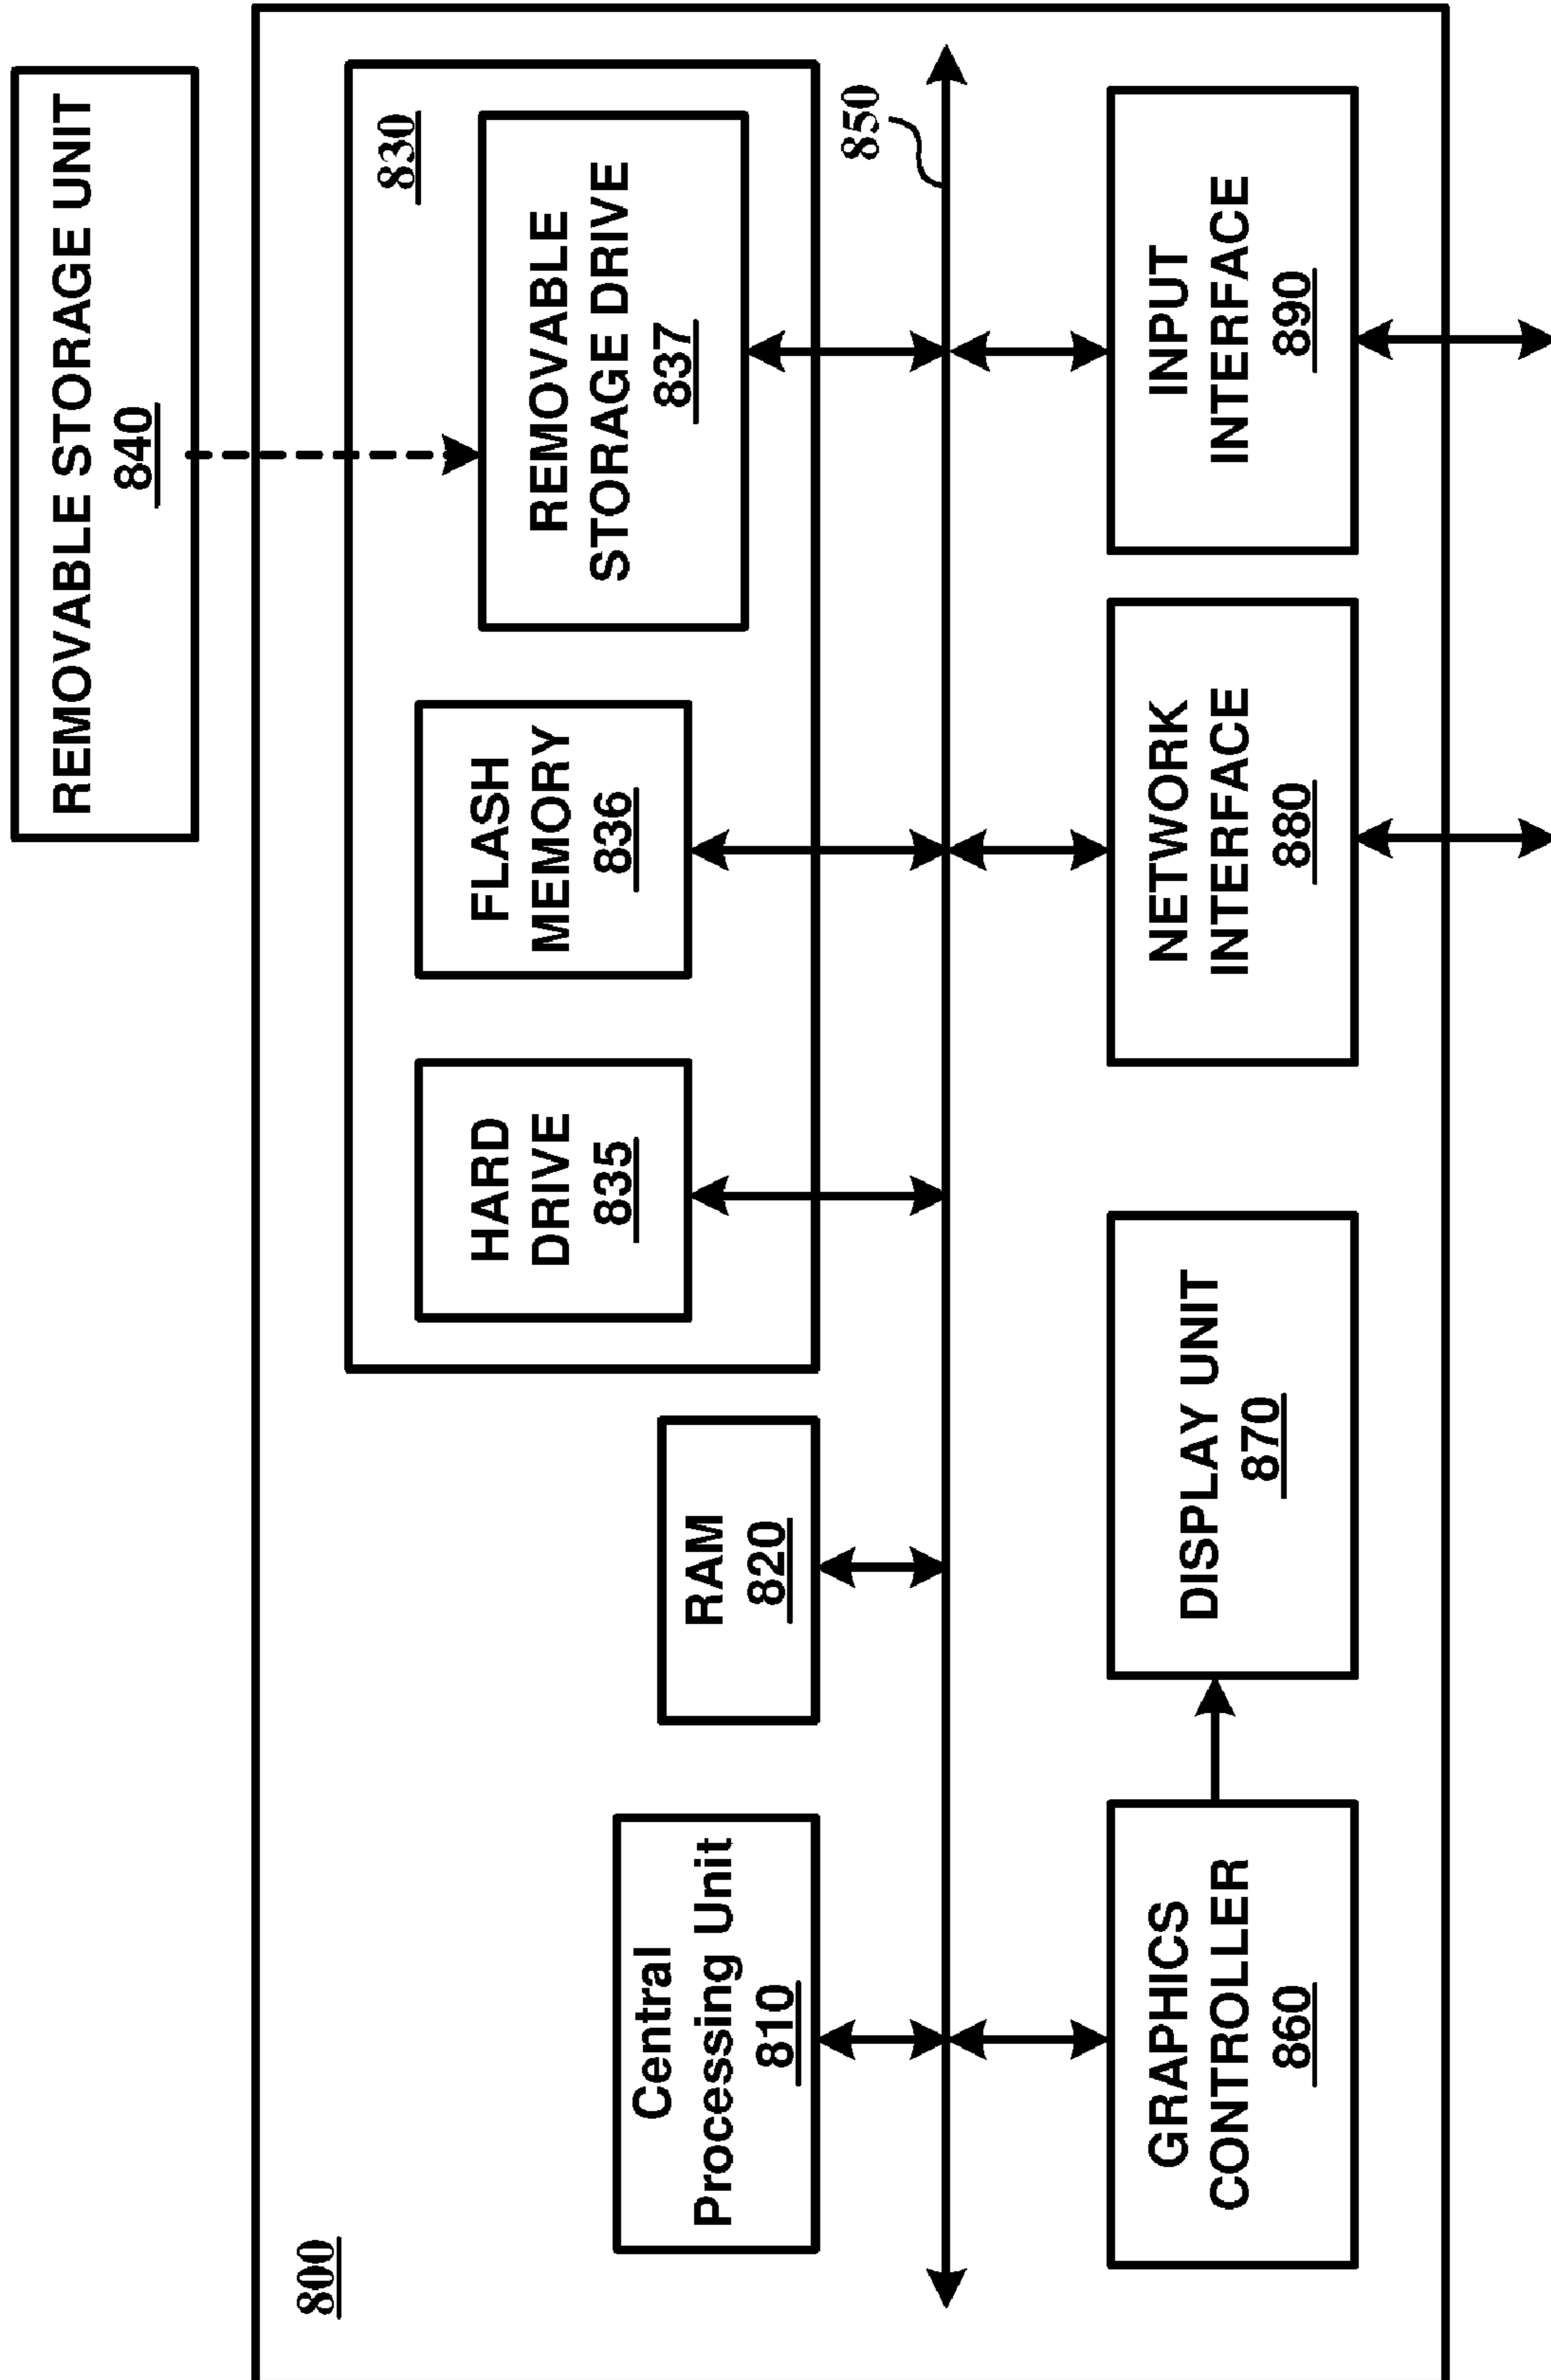 REMOVABLE STORAGE UNIT
840
800
830
Central
Processing Unit
810
RAM
820
HARD
DRIVE
835
FLASH
MEMORY
836
REMOVABLE
STORAGE DRIVE
837
850
GRAPHICS
CONTROLLER
860
DISPLAY UNIT
870
NETWORK
INTERFACE
880
INPUT
INTERFACE
890